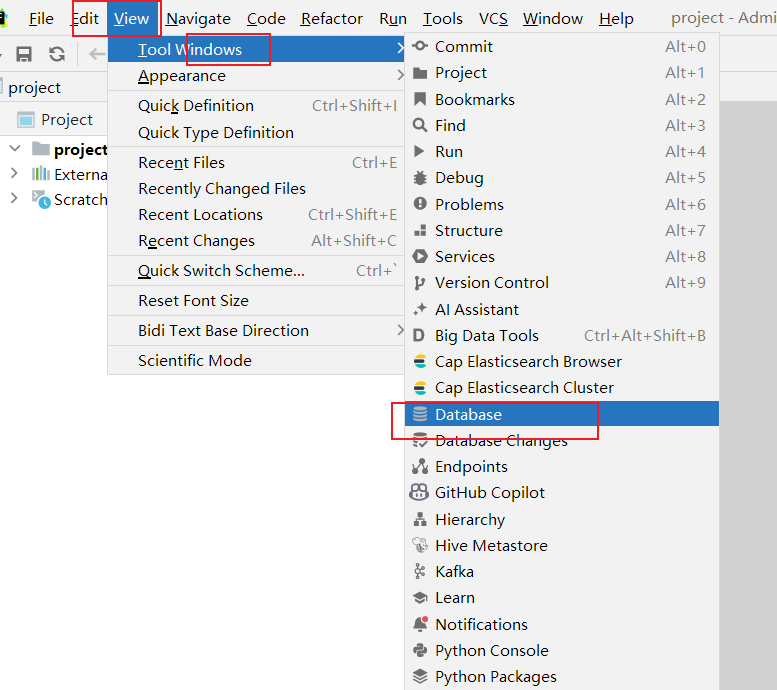 File Edit View Navigate Code Refactor Run Tools VCS Window Help project - Admi
project
Project
project
Externa
Scratch
Tool Windows
Appearance
Quick Definition Ctrl+Shift+I
Quick Type Definition
Recent Files Ctrl+E
Recently Changed Files
Recent Locations Ctrl+Shift+E
Recent Changes Alt+Shift+C
Quick Switch Scheme... Ctrl+`
Reset Font Size
Bidi Text Base Direction
Scientific Mode
Commit Alt+0
Project Alt+1
Bookmarks Alt+2
Find Alt+3
Run Alt+4
Debug Alt+5
Problems Alt+6
Structure Alt+7
Services Alt+8
Version Control Alt+9
AI Assistant
Big Data Tools Ctrl+Alt+Shift+B
Cap Elasticsearch Browser
Cap Elasticsearch Cluster
Database
Database Changes
Endpoints
GitHub Copilot
Hierarchy
Hive Metastore
Kafka
Learn
Notifications
Python Console
Python Packages